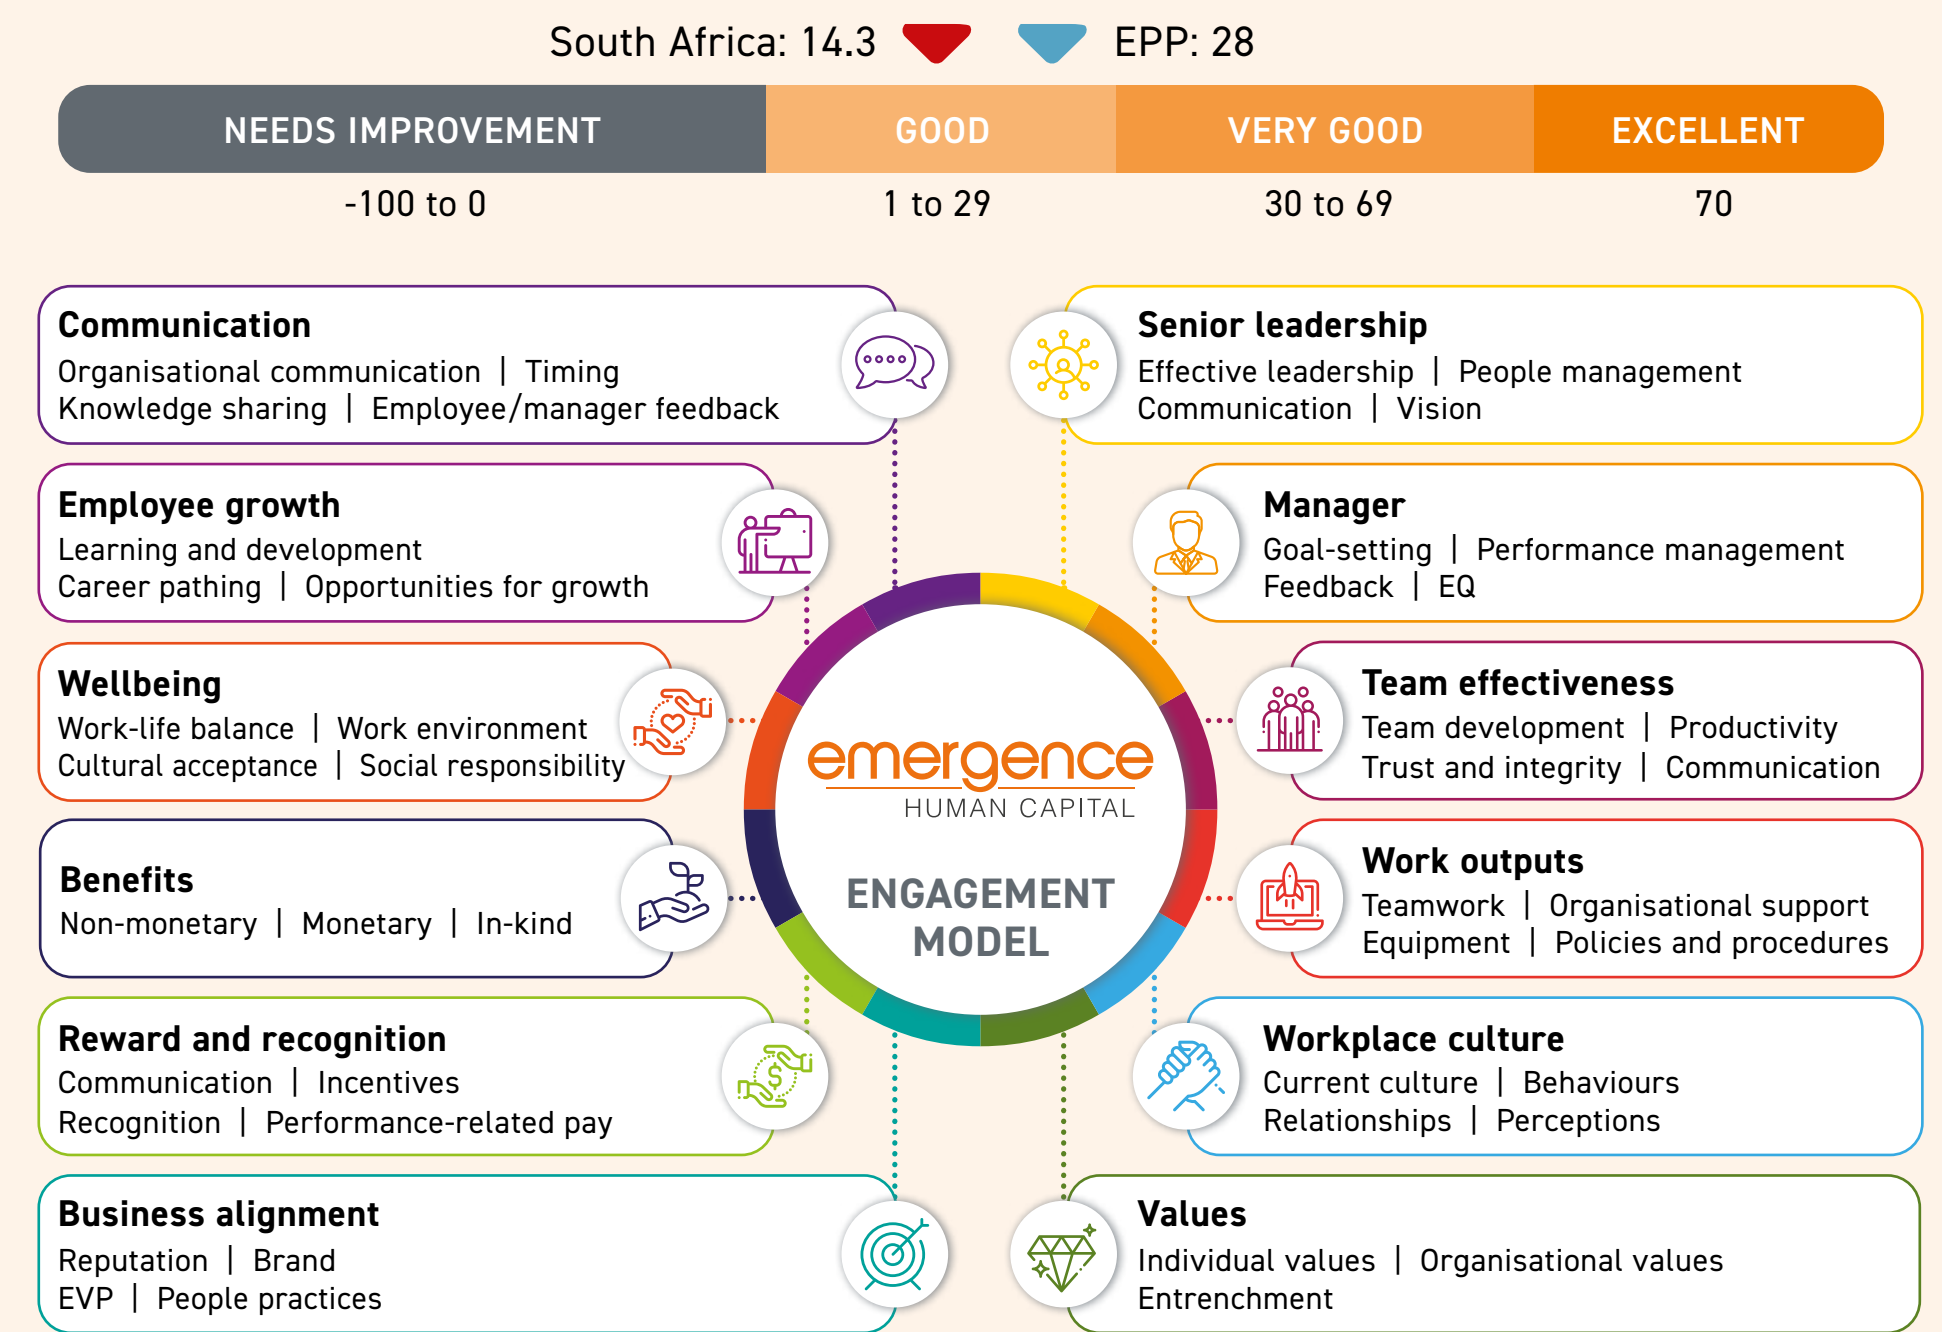 South Africa: 14.3
EPP: 28
NEEDS IMPROVEMENT
GOOD
VERY GOOD
EXCELLENT
-100 to 0
1 to 29
30 to 69
70
Communication
Organisational communication | Timing
Knowledge sharing | Employee/manager feedback
Senior leadership
Effective leadership | People management
Communication | Vision
Employee growth
Learning and development
Career pathing | Opportunities for growth
Manager
Goal-setting | Performance management
Feedback | EQ
Wellbeing
Work-life balance | Work environment
Cultural acceptance | Social responsibility
Team effectiveness
Team development | Productivity
Trust and integrity | Communication
emergence
HUMAN CAPITAL
ENGAGEMENT
MODEL
Benefits
Non-monetary | Monetary | In-kind
Work outputs
Teamwork | Organisational support
Equipment | Policies and procedures
Reward and recognition
Communication | Incentives
Recognition | Performance-related pay
Workplace culture
Current culture | Behaviours
Relationships | Perceptions
Business alignment
Reputation | Brand
EVP | People practices
Values
Individual values | Organisational values
Entrenchment